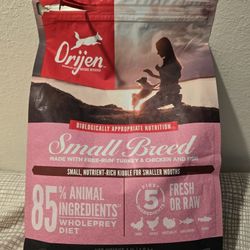 Orijen
BIOLOGICALLY APPROPRIATE NUTRITION
Small Breed
MADE WITH FREE-RUN TURKEY & CHICKEN AND FISH
SMALL, NUTRIENT-RICH KIBBLE FOR SMALLER MOUTHS
85% ANIMAL
INGREDIENTS
WHOLEPREY
DIET
FIRST
5
FRESH
OR RAW